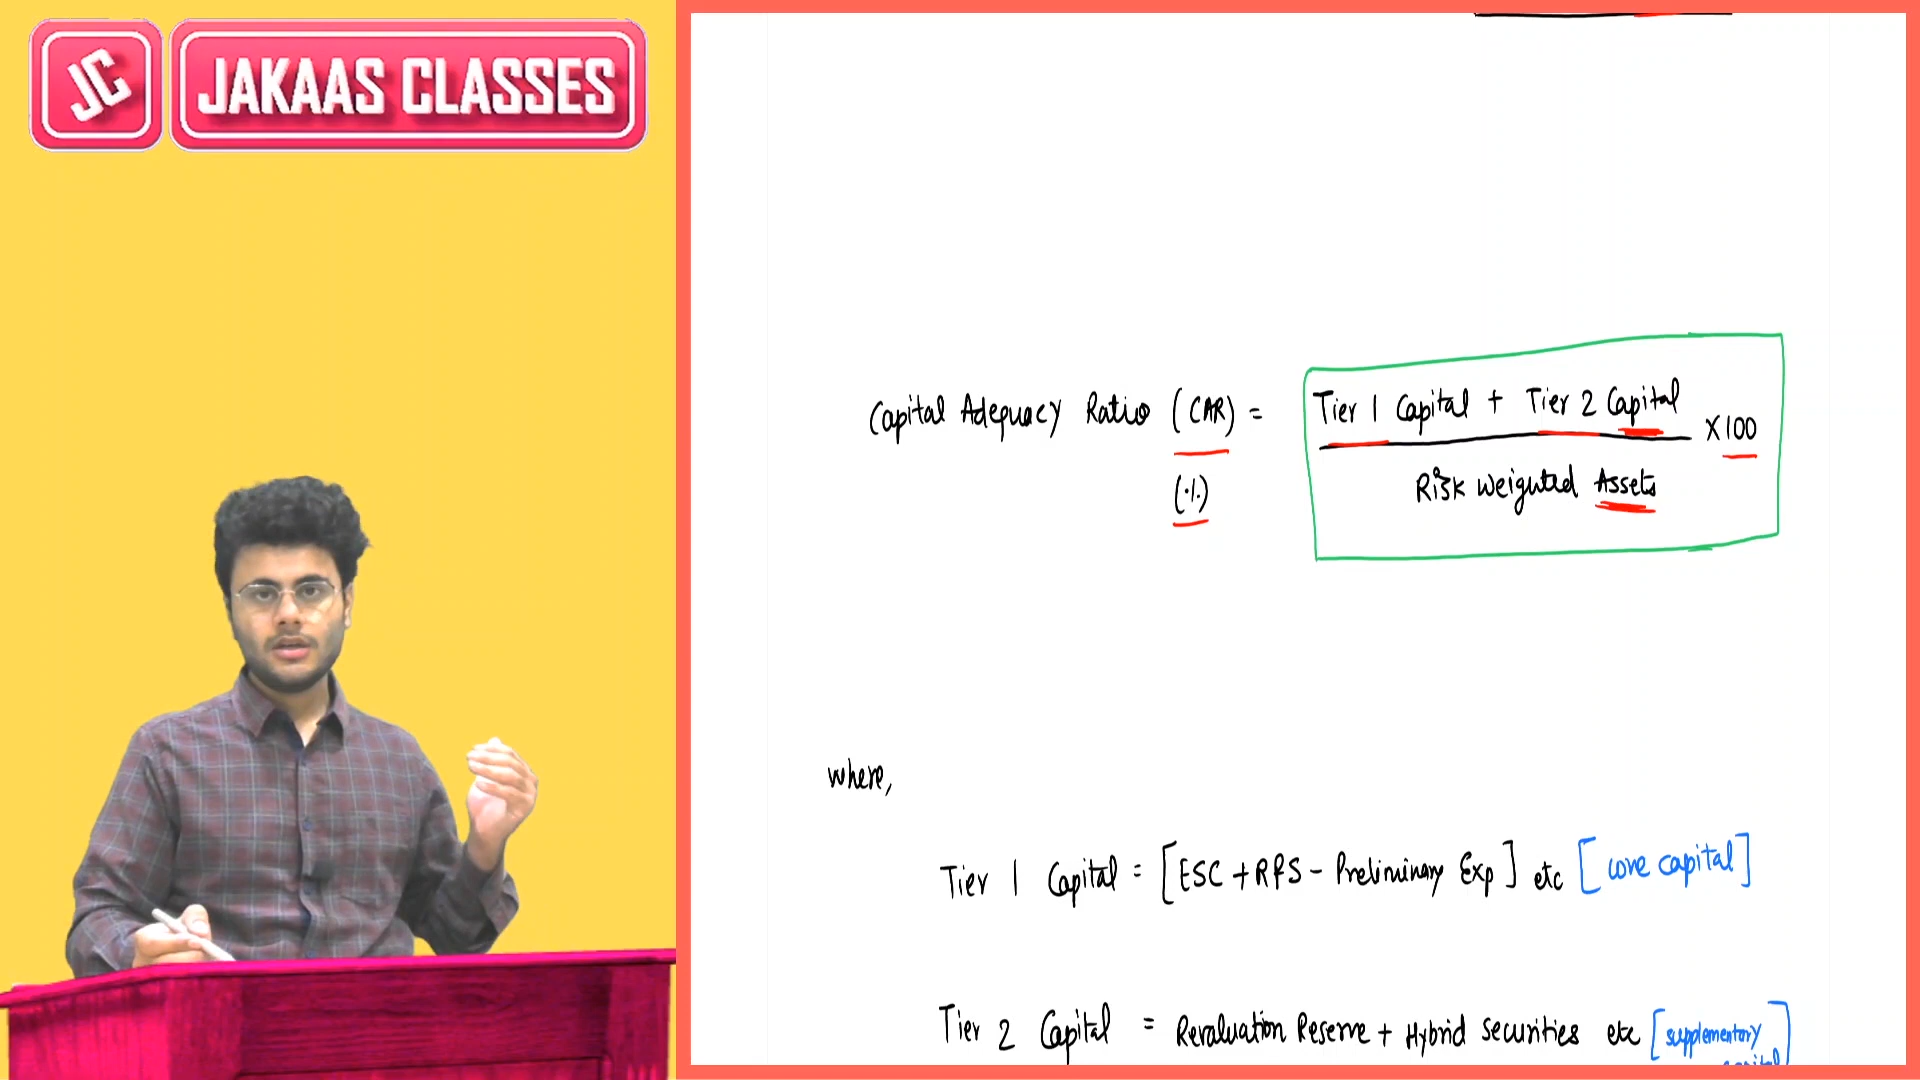 JC JAKAAS CLASSES
Capital Adequacy Ratio (CAR) = Tier 1 Capital + Tier 2 Capital X100
(%) Risk weighted Assets
where,
Tier 1 Capital = [ESC + R&S - Preliminary Exp] etc [core capital]
Tier 2 Capital = Revaluation Reserve + Hybrid Securities etc [supplementary
capital]